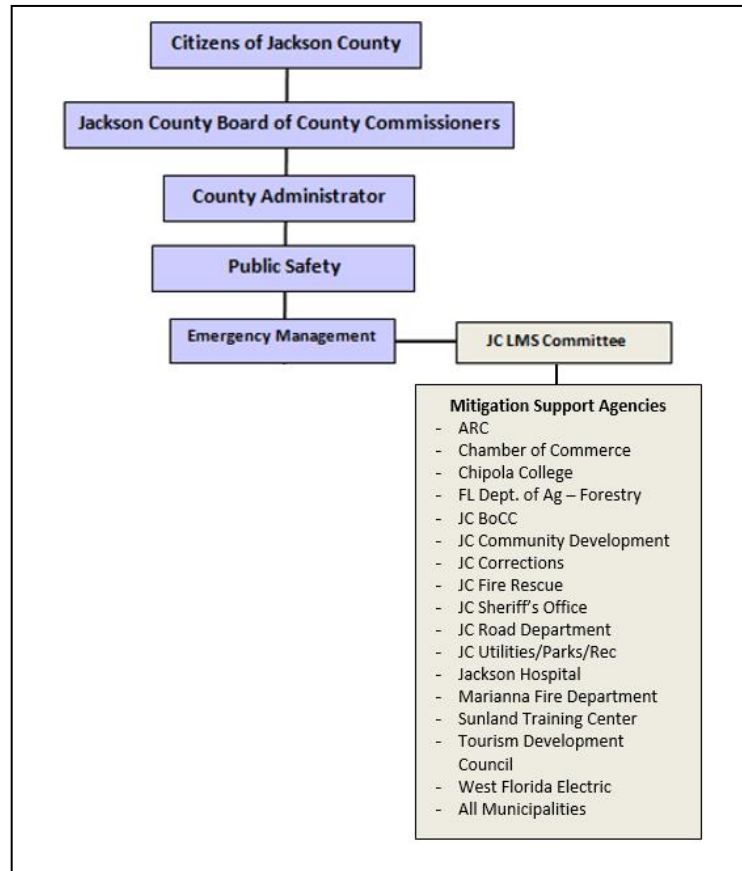 Citizens of Jackson County
Jackson County Board of County Commissioners
County Administrator
Public Safety
Emergency Management
JC LMS Committee
Mitigation Support Agencies
- ARC
- Chamber of Commerce
- Chipola College
- FL Dept. of Ag – Forestry
- JC BoCC
- JC Community Development
- JC Corrections
- JC Fire Rescue
- JC Sheriff's Office
- JC Road Department
- JC Utilities/Parks/Rec
- Jackson Hospital
- Marianna Fire Department
- Sunland Training Center
- Tourism Development
Council
- West Florida Electric
- All Municipalities